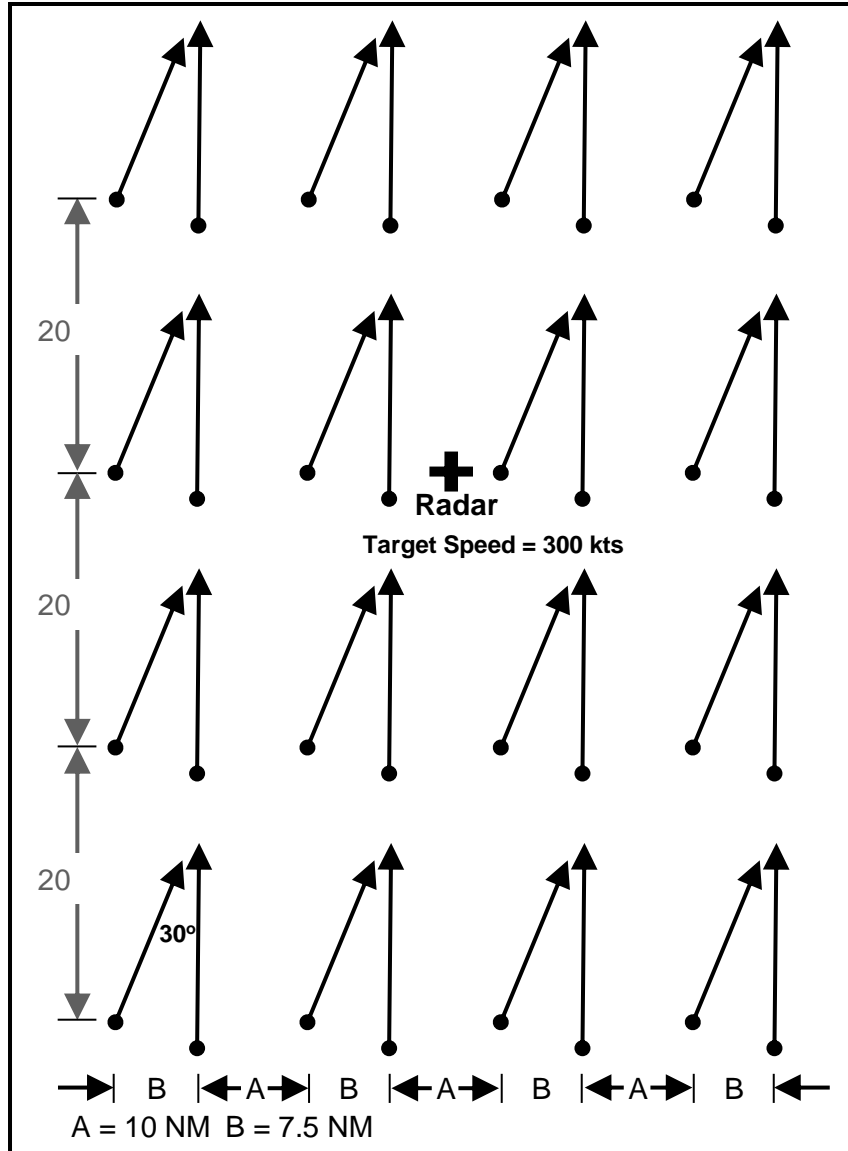 20
Radar
Target Speed = 300 kts
20
20
30º
B A B A B A B
A = 10 NM B = 7.5 NM